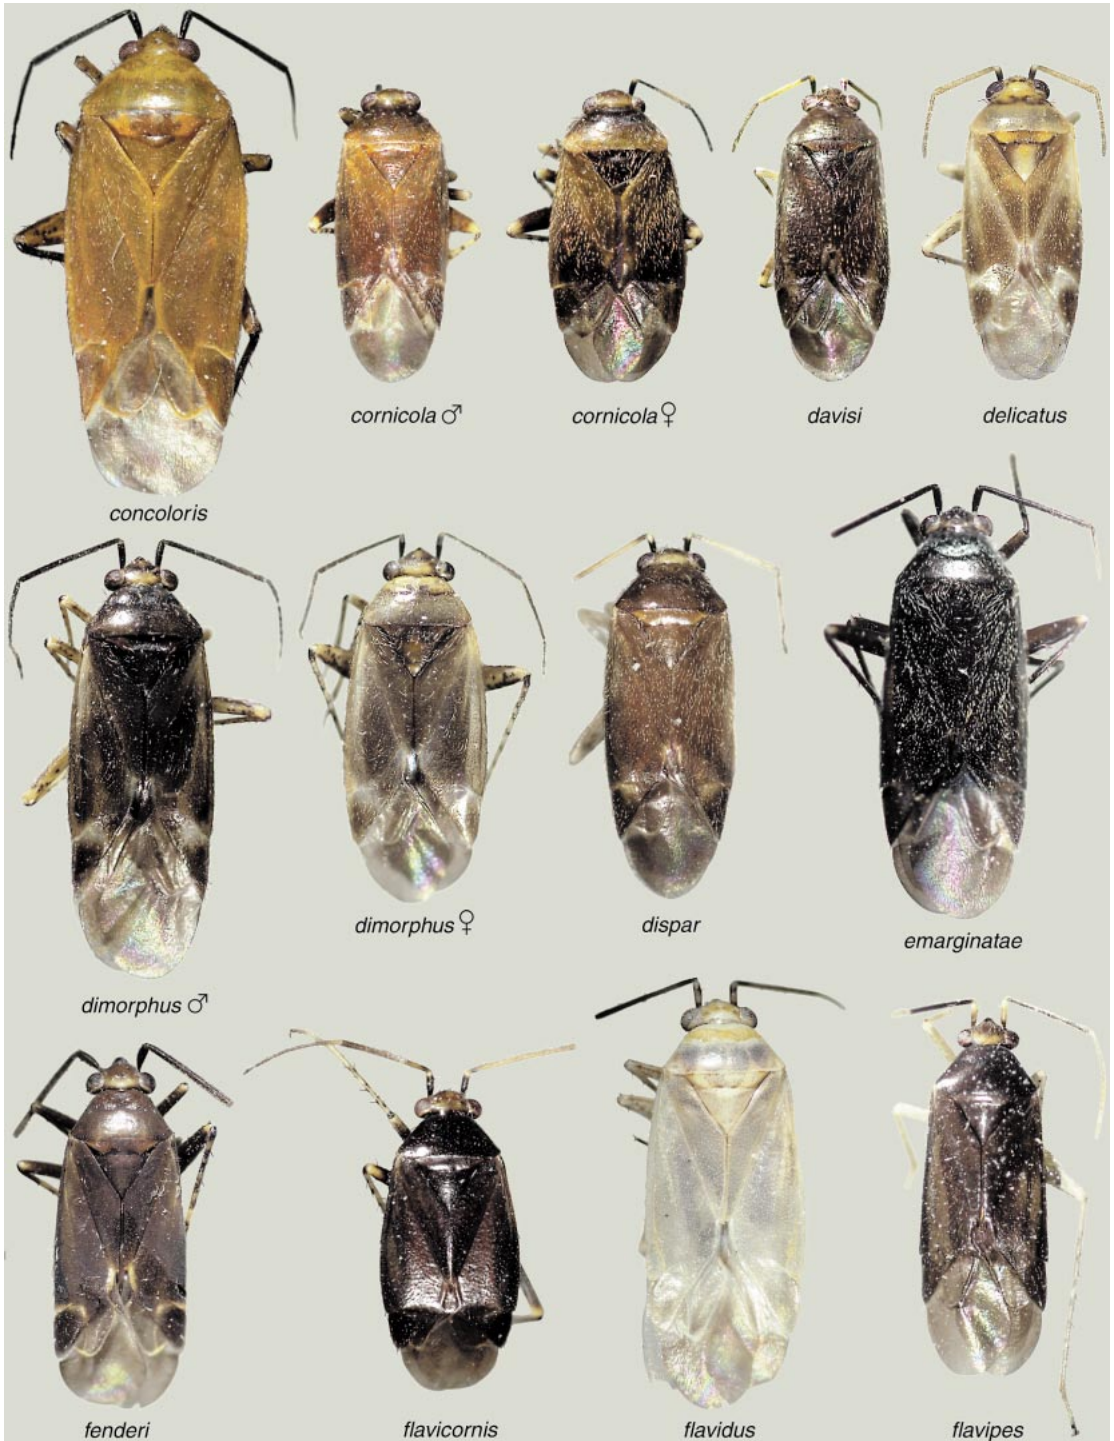 cornicola ♂
cornicola ♀
davisi
delicatus
concoloris
dimorphus ♀
dispar
emarginatae
dimorphus ♂
fenderi
flavicornis
flavidus
flavipes